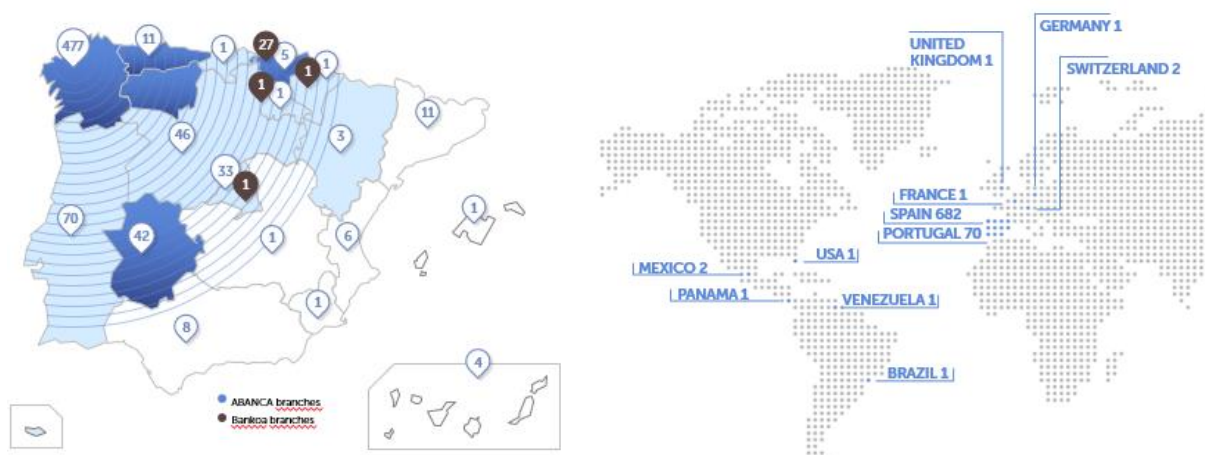 477
11
1
27
5
1
1
1
1
11
46
3
33
1
70
42
1
6
1
1
8
4
ABANCA branches
Bankoa branches
GERMANY 1
UNITED
KINGDOM 1
SWITZERLAND 2
FRANCE 1
SPAIN 682
PORTUGAL 70
USA 1
MEXICO 2
PANAMA 1
VENEZUELA 1
BRAZIL 1